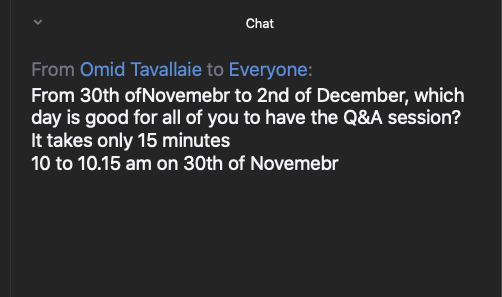 Chat
From Omid Tavallaie to Everyone:
From 30th ofNovemebr to 2nd of December, which
day is good for all of you to have the Q&A session?
It takes only 15 minutes
10 to 10.15 am on 30th of Novemebr